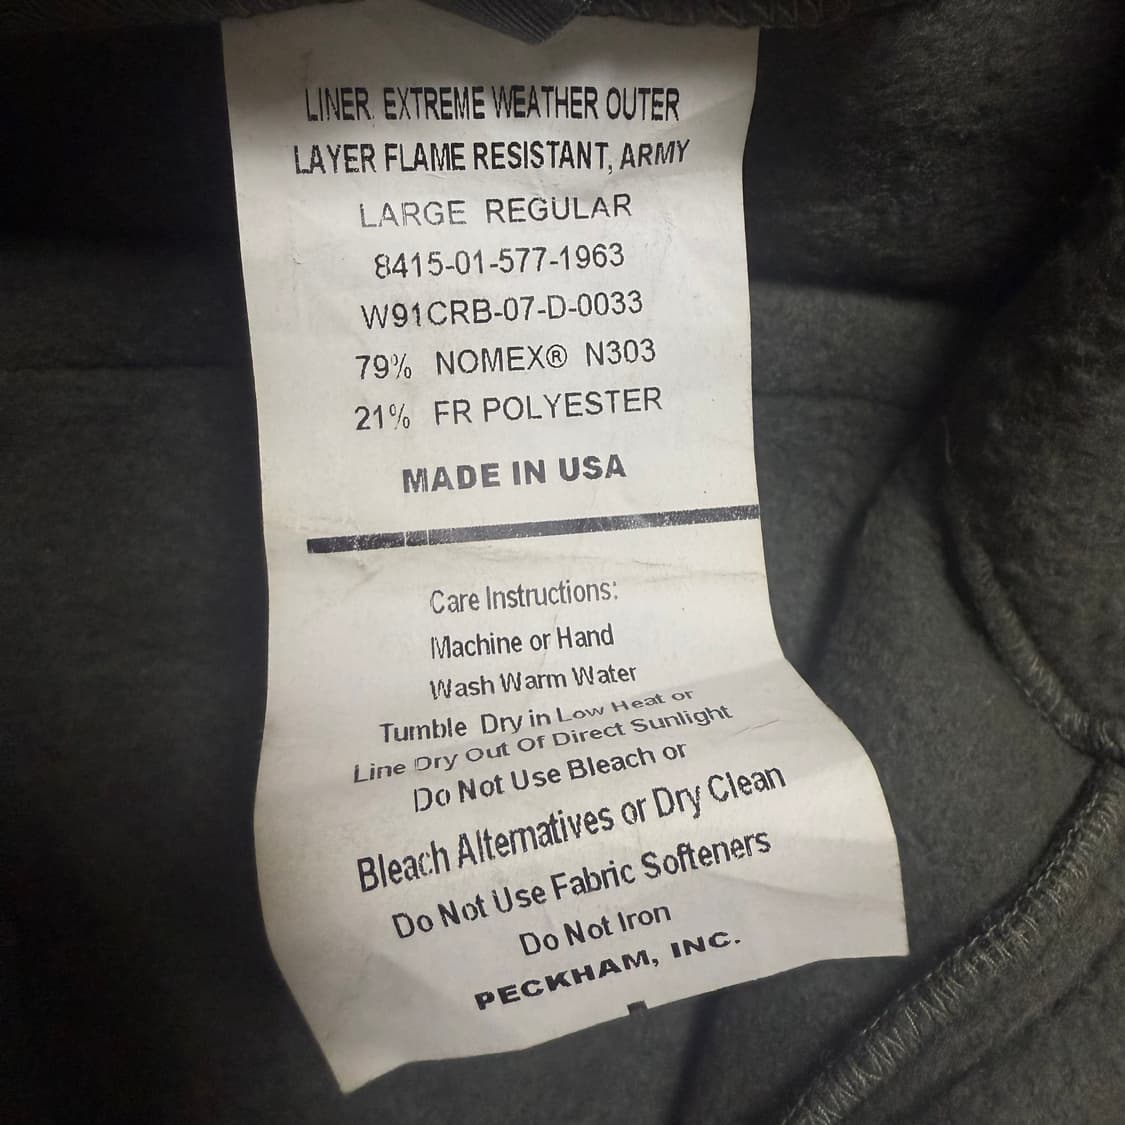 LINER, EXTREME WEATHER OUTER
LAYER FLAME RESISTANT, ARMY
LARGE REGULAR
8415-01-577-1963
W91CRB-07-D-0033
79% NOMEX® N303
21% FR POLYESTER
MADE IN USA
Care Instructions:
Machine or Hand
Wash Warm Water
Tumble Dry in Low Heat or
Line Dry Out Of Direct Sunlight
Do Not Use Bleach or
Bleach Alternatives or Dry Clean
Do Not Use Fabric Softeners
Do Not Iron
PECKHAM, INC.